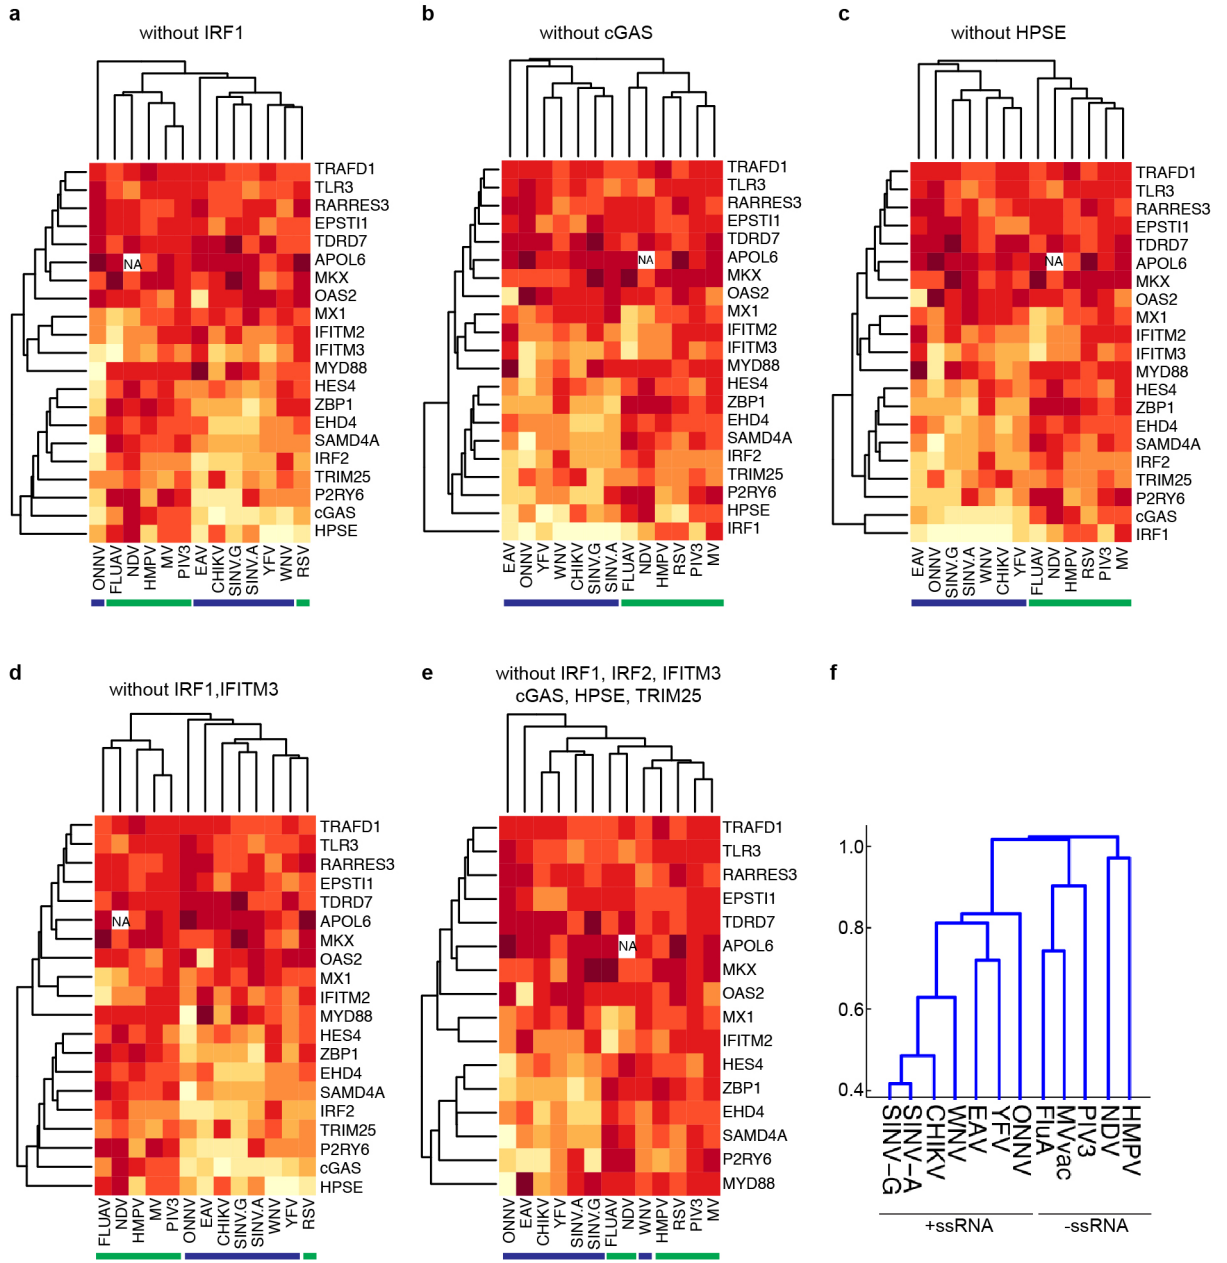 a
without IRF1
TRAFD1
TLR3
RARRES3
EPSTI1
TDRD7
APOL6
MKX
OAS2
MX1
IFITM2
IFITM3
MYD88
HES4
ZBP1
EHD4
SAMD4A
IRF2
TRIM25
P2RY6
cGAS
HPSE
NA
ONNV
FLUAV
NDV
HMPV
MV
PIV3
EAV
CHIKV
SINV.G
SINV.A
YFV
WNV
RSV
b
without cGAS
TRAFD1
TLR3
RARRES3
EPSTI1
TDRD7
APOL6
MKX
OAS2
MX1
IFITM2
IFITM3
MYD88
HES4
ZBP1
EHD4
SAMD4A
IRF2
TRIM25
P2RY6
HPSE
IRF1
NA
EAV
ONNV
YFV
WNV
CHIKV
SINV.G
SINV.A
FLUAV
NDV
HMPV
RSV
PIV3
MV
c
without HPSE
TRAFD1
TLR3
RARRES3
EPSTI1
TDRD7
APOL6
MKX
OAS2
MX1
IFITM2
IFITM3
MYD88
HES4
ZBP1
EHD4
SAMD4A
IRF2
TRIM25
P2RY6
cGAS
IRF1
NA
EAV
ONNV
SINV.G
SINV.A
WNV
CHIKV
YFV
FLUAV
NDV
HMPV
RSV
PIV3
MV
d
without IRF1,IFITM3
TRAFD1
TLR3
RARRES3
EPSTI1
TDRD7
APOL6
MKX
OAS2
MX1
IFITM2
MYD88
HES4
ZBP1
EHD4
SAMD4A
IRF2
TRIM25
P2RY6
cGAS
HPSE
NA
FLUAV
NDV
HMPV
MV
PIV3
ONNV
EAV
CHIKV
SINV.G
SINV.A
WNV
YFV
RSV
e
without IRF1, IRF2, IFITM3
cGAS, HPSE, TRIM25
TRAFD1
TLR3
RARRES3
EPSTI1
TDRD7
APOL6
MKX
OAS2
MX1
IFITM2
HES4
ZBP1
EHD4
SAMD4A
P2RY6
MYD88
NA
ONNV
EAV
CHIKV
YFV
SINV.A
SINV.G
FLUAV
NDV
WNV
HMPV
RSV
PIV3
MV
f
1.0
0.8
0.6
0.4
SINV-G
SINV-A
CHIKV
WNV
EAV
YFV
ONNV
FluA
MVvac
PIV3
NDV
HMPV
+ssRNA
-ssRNA